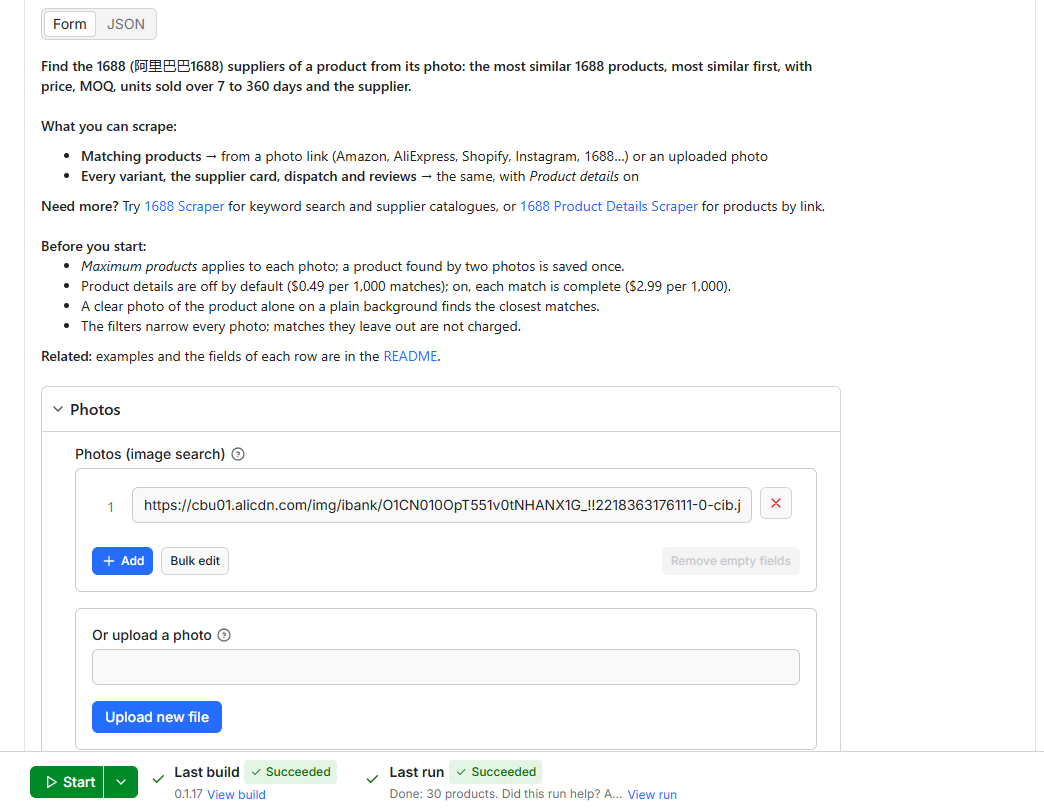 Form JSON
Find the 1688 (阿里巴巴1688) suppliers of a product from its photo: the most similar 1688 products, most similar first, with
price, MOQ, units sold over 7 to 360 days and the supplier.
What you can scrape:
• Matching products → from a photo link (Amazon, AliExpress, Shopify, Instagram, 1688...) or an uploaded photo
• Every variant, the supplier card, dispatch and reviews → the same, with Product details on
Need more? Try 1688 Scraper for keyword search and supplier catalogues, or 1688 Product Details Scraper for products by link.
Before you start:
• Maximum products applies to each photo; a product found by two photos is saved once.
• Product details are off by default ($0.49 per 1,000 matches); on, each match is complete ($2.99 per 1,000).
• A clear photo of the product alone on a plain background finds the closest matches.
• The filters narrow every photo; matches they leave out are not charged.
Related: examples and the fields of each row are in the README.
Photos
Photos (image search)
1 https://cbu01.alicdn.com/img/ibank/O1CN010OpT551v0tNHANX1G_!!2218363176111-0-cib.j
+ Add Bulk edit Remove empty fields
Or upload a photo
Upload new file
Start Last build Succeeded Last run Succeeded
0.1.17 View build Done: 30 products. Did this run help? A... View run